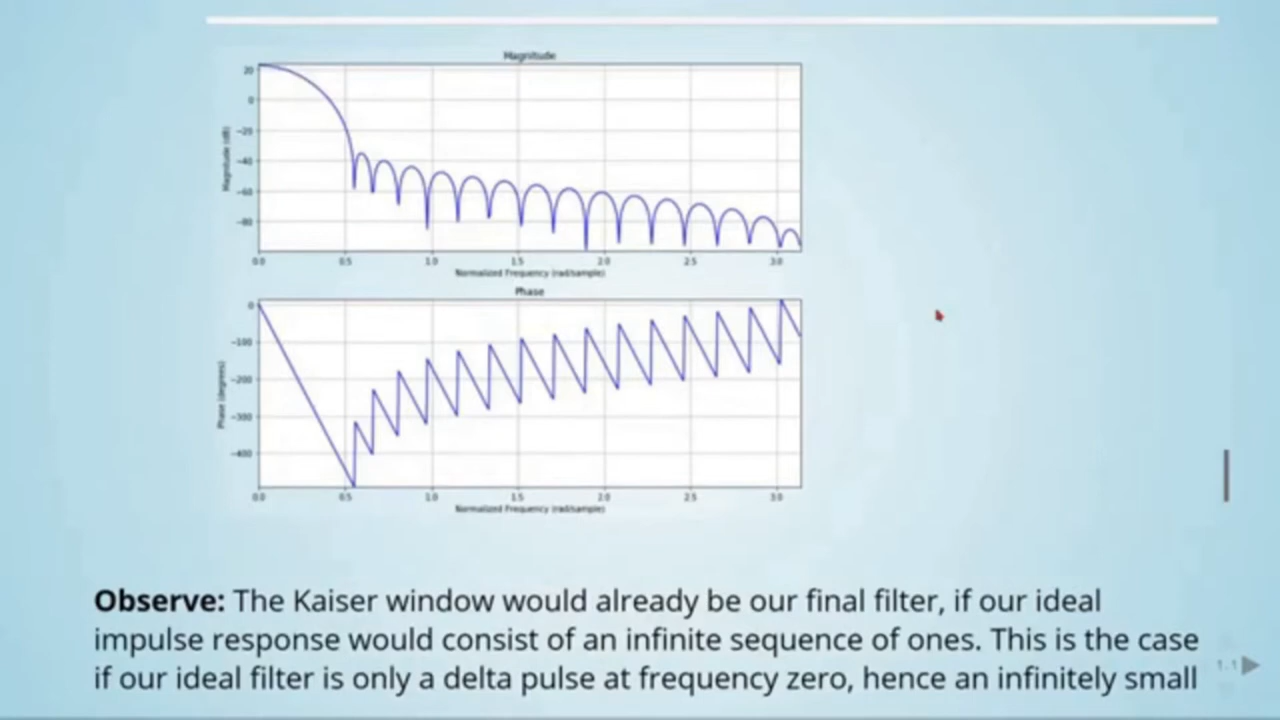 Magnitude
20
0
−20
−40
−60
−80
Magnitude (dB)
0.0 0.5 1.0 1.5 2.0 2.5 3.0
Normalized Frequency (rad/sample)
Phase
0
−100
−200
−300
−400
Phase (degrees)
0.0 0.5 1.0 1.5 2.0 2.5 3.0
Normalized Frequency (rad/sample)
Observe: The Kaiser window would already be our final filter, if our ideal
impulse response would consist of an infinite sequence of ones. This is the case
if our ideal filter is only a delta pulse at frequency zero, hence an infinitely small